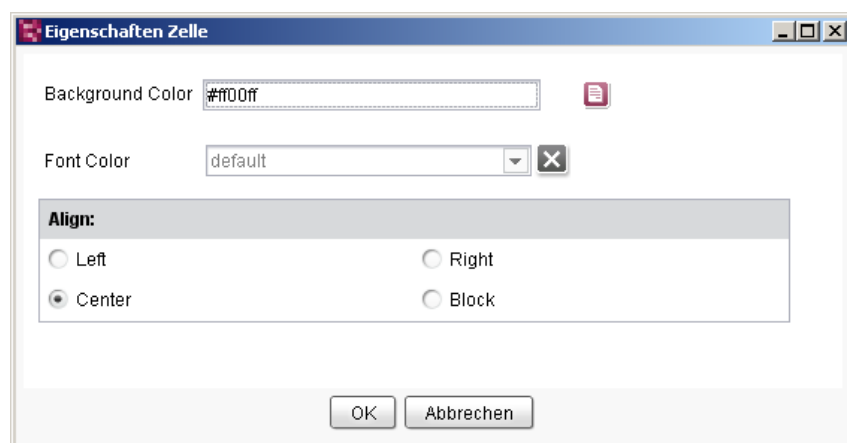 Eigenschaften Zelle
Background Color #ff00ff
Font Color default
Align:
Left Right
Center Block
OK Abbrechen